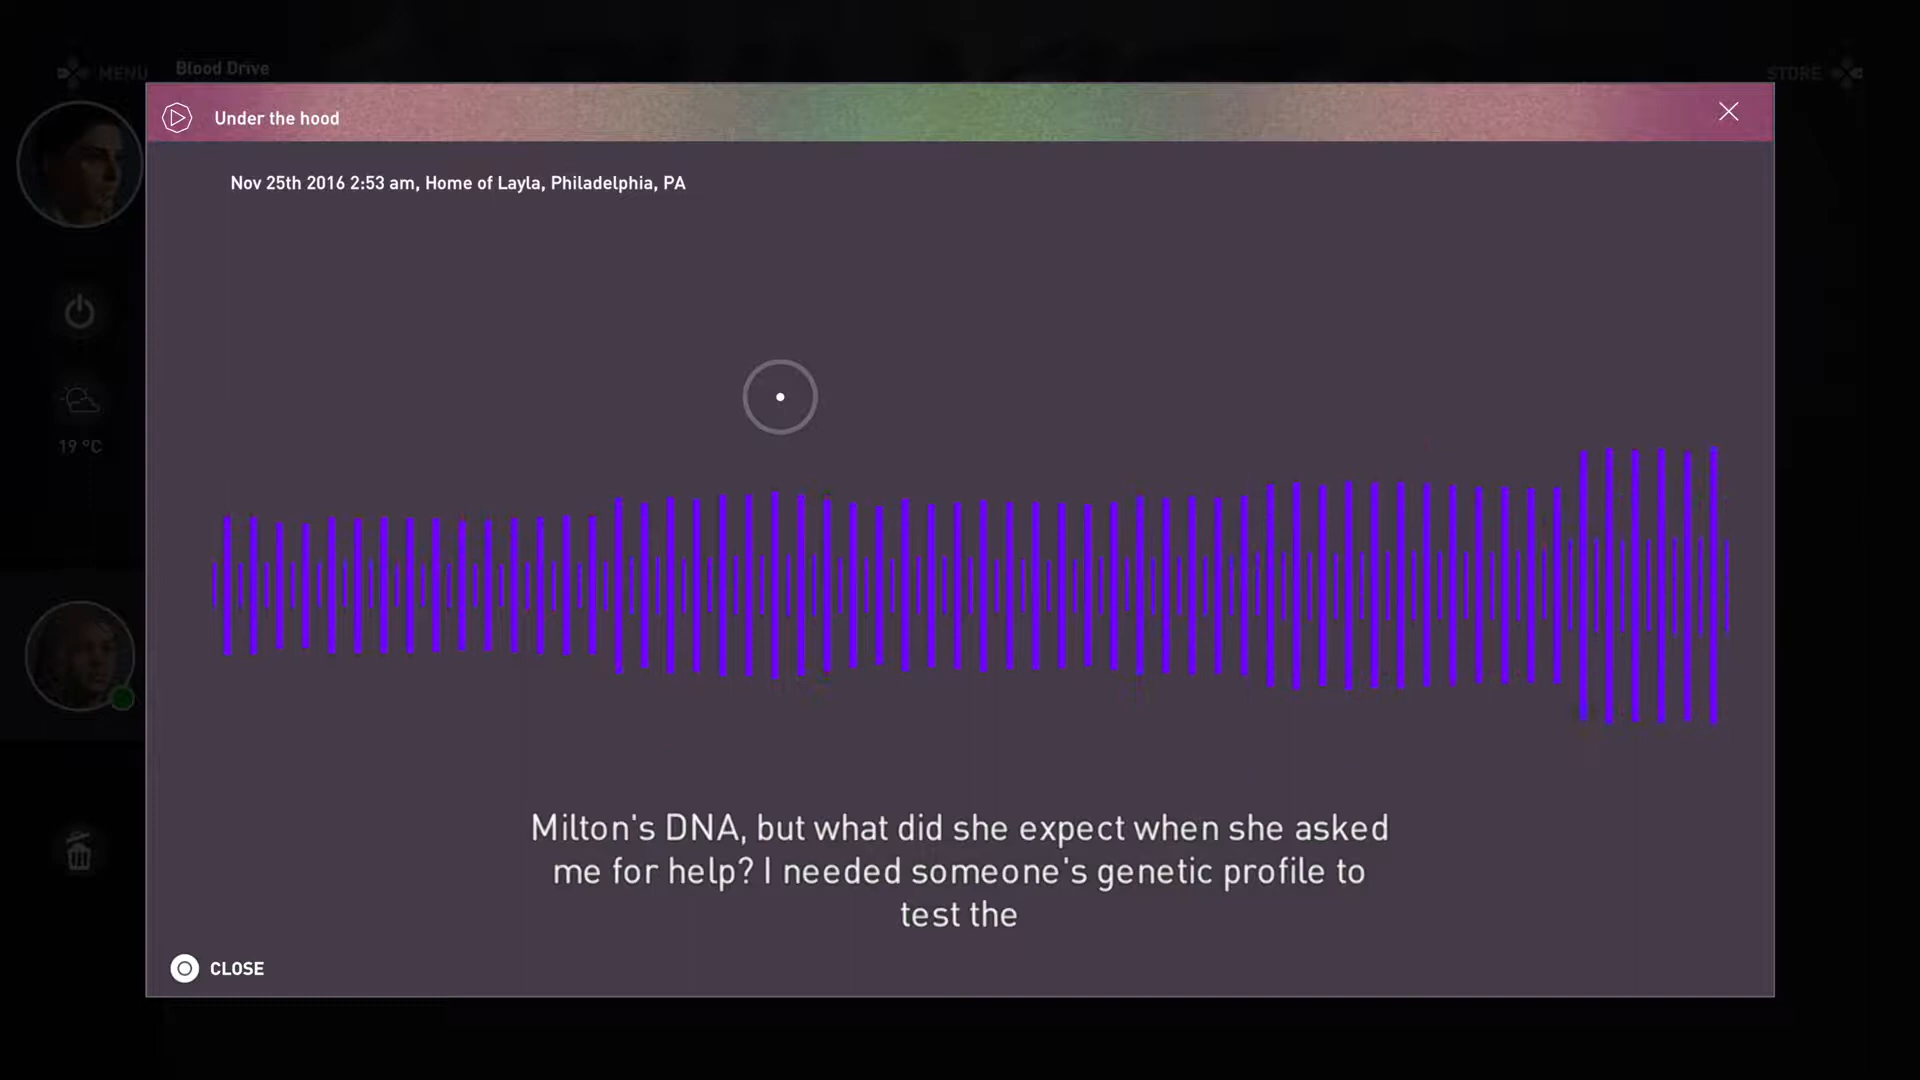 MENU
Blood Drive
STORE
Under the hood
Nov 25th 2016 2:53 am, Home of Layla, Philadelphia, PA
19 °C
Milton's DNA, but what did she expect when she asked
me for help? I needed someone's genetic profile to
test the
CLOSE